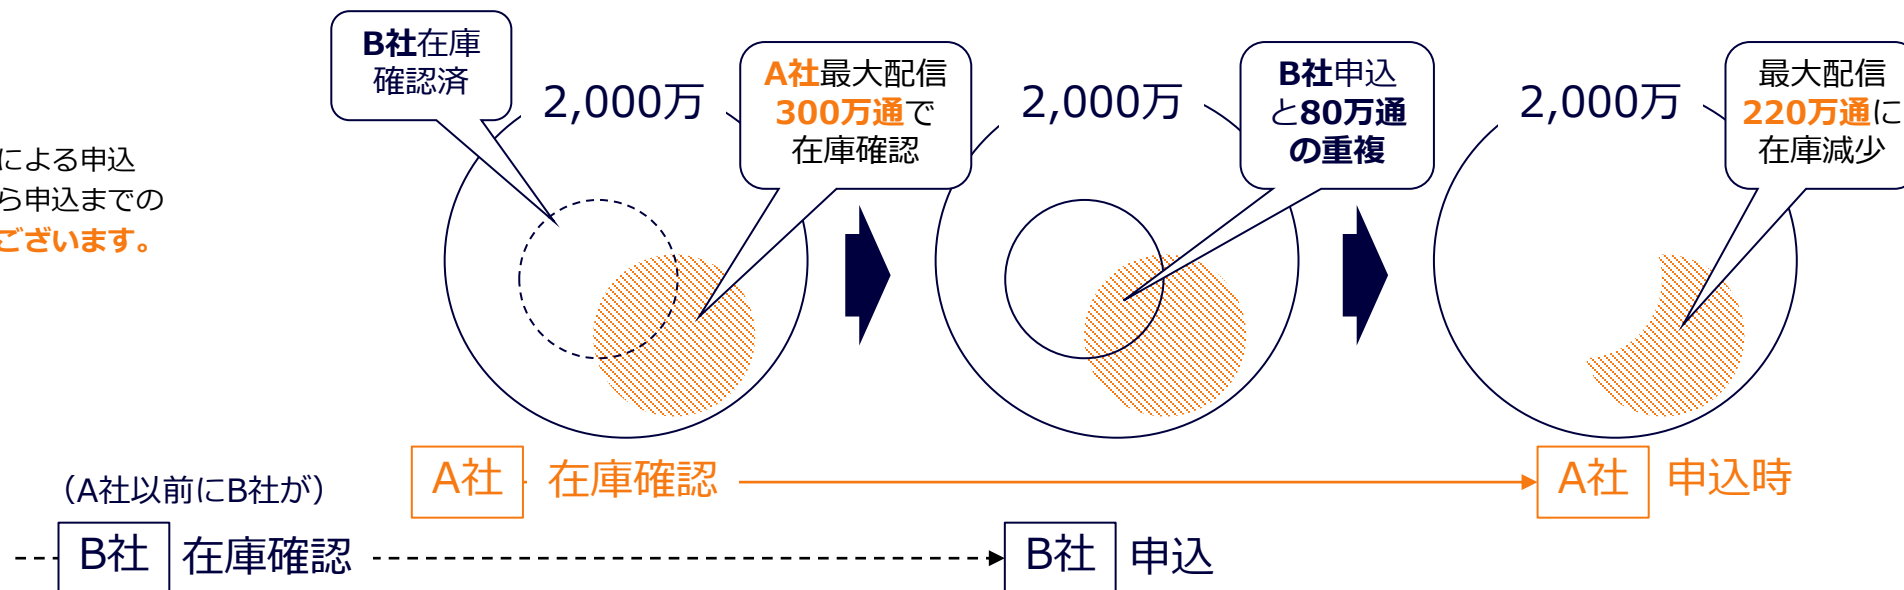 による申込
ら申込までの
ございます。
B社在庫
確認済
2,000万
A社最大配信
300万通で
在庫確認
2,000万
B社申込
と80万通
の重複
2,000万
最大配信
220万通に
在庫減少
A社 在庫確認
A社 申込時
（A社以前にB社が）
B社 在庫確認
B社 申込